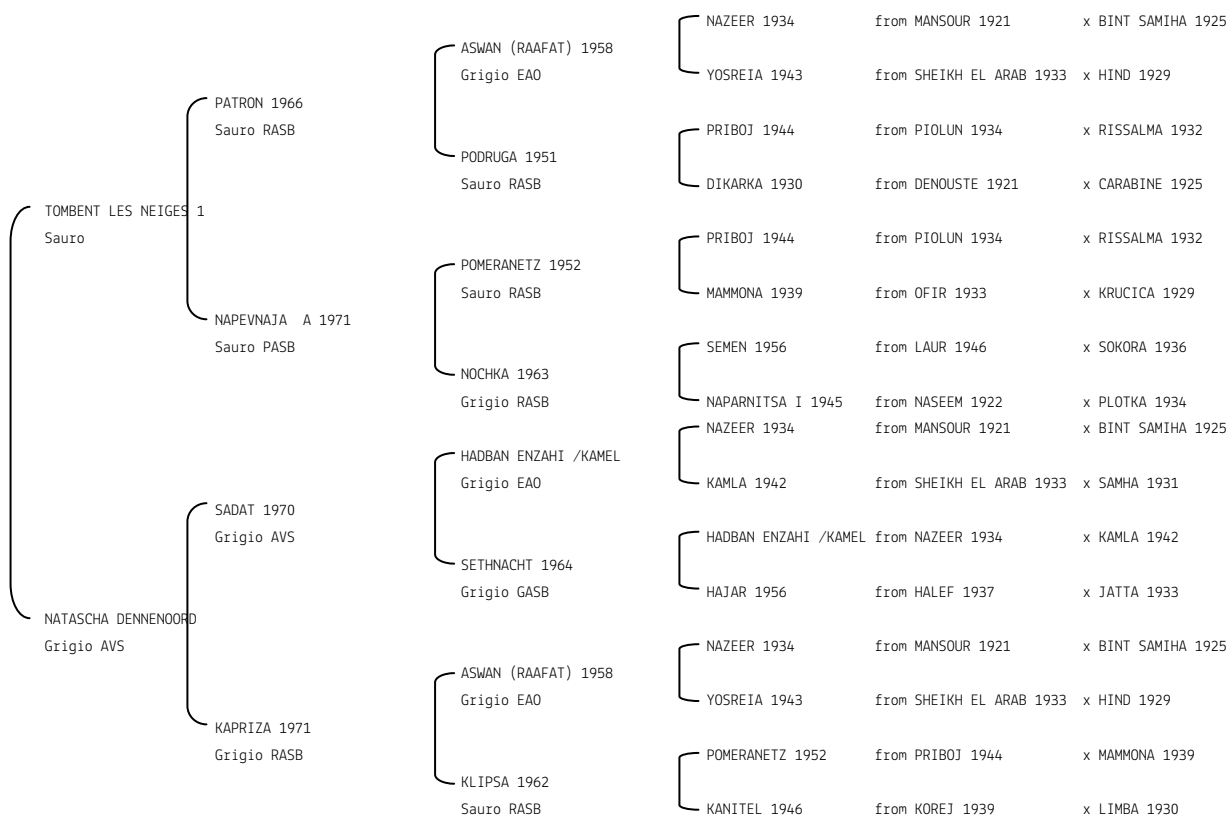 NAZEER 1934 from MANSOUR 1921 x BINT SAMIHA 1925
ASWAN (RAAFAT) 1958
Grigio EAO YOSREIA 1943 from SHEIKH EL ARAB 1933 x HIND 1929
PATRON 1966
Sauro RASB PRIBOJ 1944 from PIOLUN 1934 x RISSALMA 1932
PODRUGA 1951
Sauro RASB DIKARKA 1930 from DENOUSTE 1921 x CARABINE 1925
TOMBENT LES NEIGES 1
Sauro PRIBOJ 1944 from PIOLUN 1934 x RISSALMA 1932
POMERANETZ 1952
Sauro RASB MAMMONA 1939 from OFIR 1933 x KRUCICA 1929
NAPEVNAJA A 1971
Sauro PASB SEMEN 1956 from LAUR 1946 x SOKORA 1936
NOCHKA 1963
Grigio RASB NAPARNITSA I 1945 from NASEEM 1922 x PLOTKA 1934
NAZEER 1934 from MANSOUR 1921 x BINT SAMIHA 1925
HADBAN ENZAHI /KAMEL
Grigio EAO KAMLA 1942 from SHEIKH EL ARAB 1933 x SAMHA 1931
SADAT 1970
Grigio AVS HADBAN ENZAHI /KAMEL from NAZEER 1934 x KAMLA 1942
SETHNACHT 1964
Grigio GASB HAJAR 1956 from HALEF 1937 x JATTA 1933
NATASCHA DENNENOORD
Grigio AVS NAZEER 1934 from MANSOUR 1921 x BINT SAMIHA 1925
ASWAN (RAAFAT) 1958
Grigio EAO YOSREIA 1943 from SHEIKH EL ARAB 1933 x HIND 1929
KAPRIZA 1971
Grigio RASB POMERANETZ 1952 from PRIBOJ 1944 x MAMMONA 1939
KLIPSA 1962
Sauro RASB KANITEL 1946 from KOREJ 1939 x LIMBA 1930